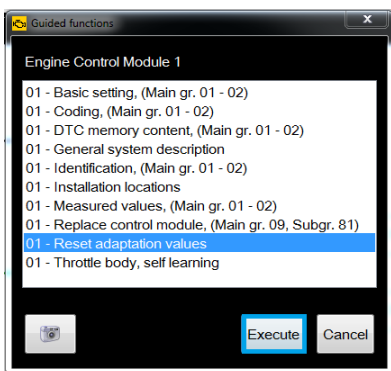 Guided functions
x
Engine Control Module 1
01 - Basic setting, (Main gr. 01 - 02)
01 - Coding, (Main gr. 01 - 02)
01 - DTC memory content, (Main gr. 01 - 02)
01 - General system description
01 - Identification, (Main gr. 01 - 02)
01 - Installation locations
01 - Measured values, (Main gr. 01 - 02)
01 - Replace control module, (Main gr. 09, Subgr. 81)
01 - Reset adaptation values
01 - Throttle body, self learning
Execute
Cancel